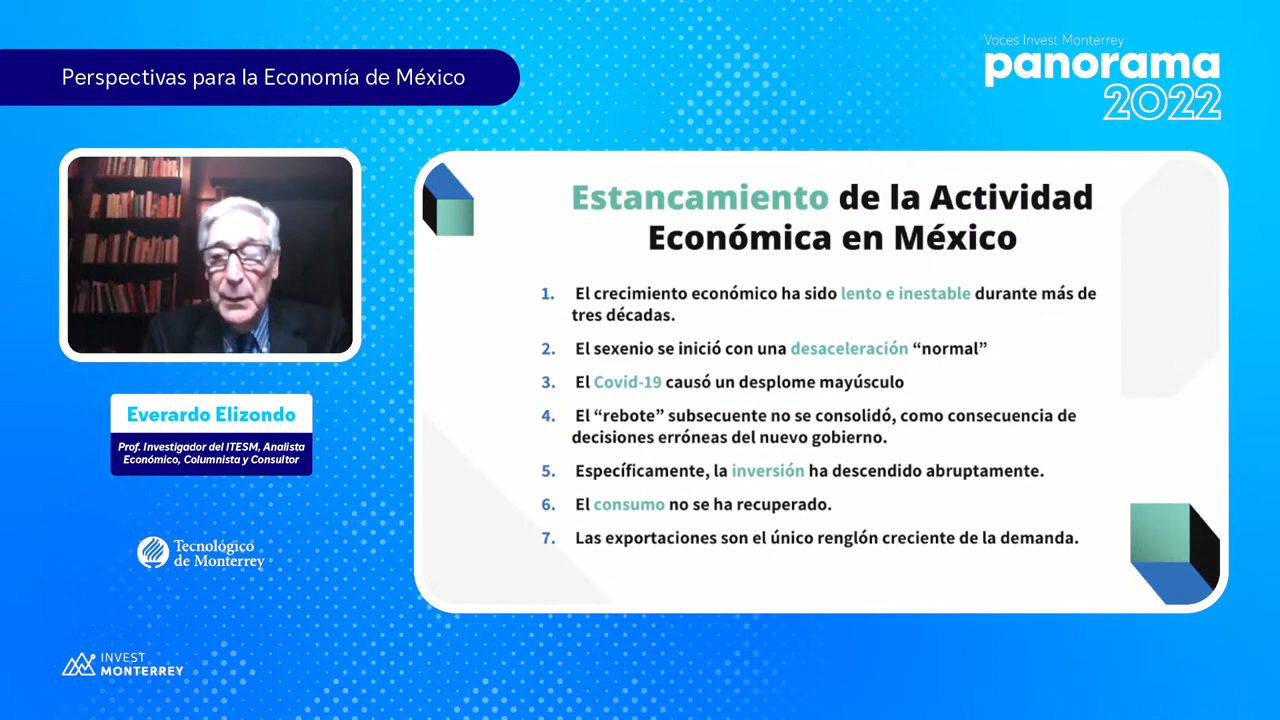 Perspectivas para la Economía de México
Voces Invest Monterrey
panorama
2022
Estancamiento de la Actividad
Económica en México
1. El crecimiento económico ha sido lento e inestable durante más de
tres décadas.
2. El sexenio se inició con una desaceleración “normal”
3. El Covid-19 causó un desplome mayúsculo
4. El “rebote” subsecuente no se consolidó, como consecuencia de
decisiones erróneas del nuevo gobierno.
5. Específicamente, la inversión ha descendido abruptamente.
6. El consumo no se ha recuperado.
7. Las exportaciones son el único renglón creciente de la demanda.
Everardo Elizondo
Prof. Investigador del ITESM, Analista
Económico, Columnista y Consultor
Tecnológico
de Monterrey
INVEST
MONTERREY